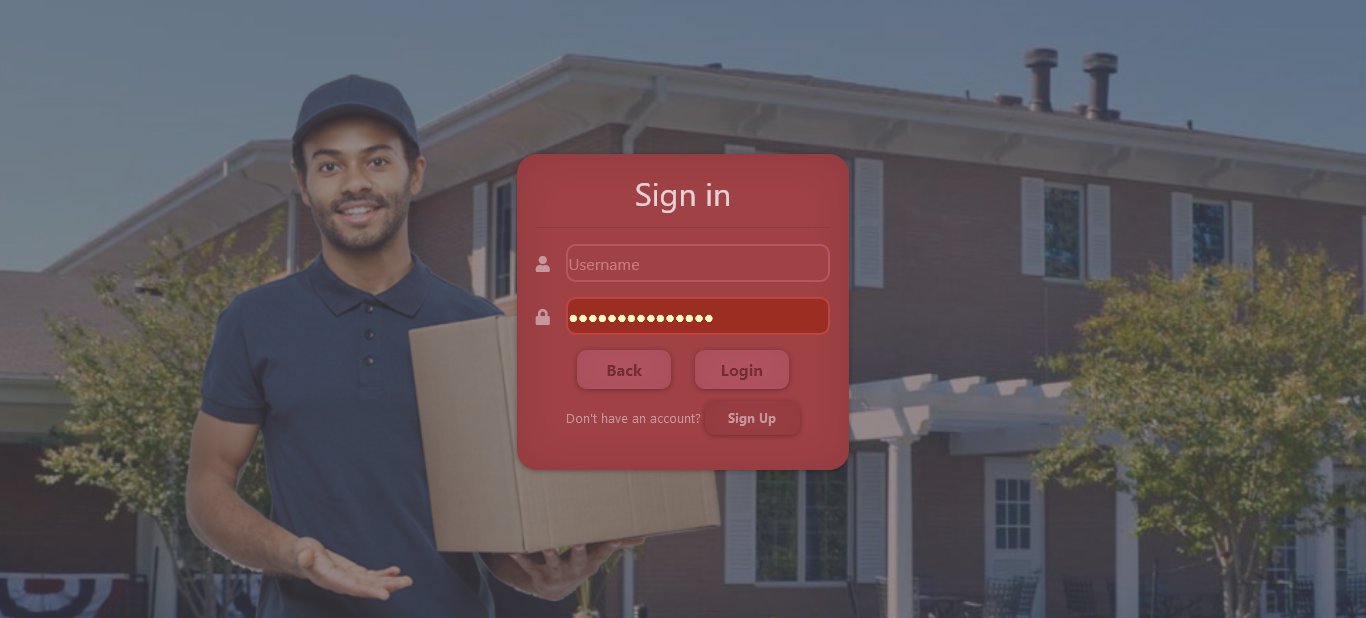 Sign in
Username
●●●●●●●●●●●●●●●
Back Login
Don't have an account? Sign Up